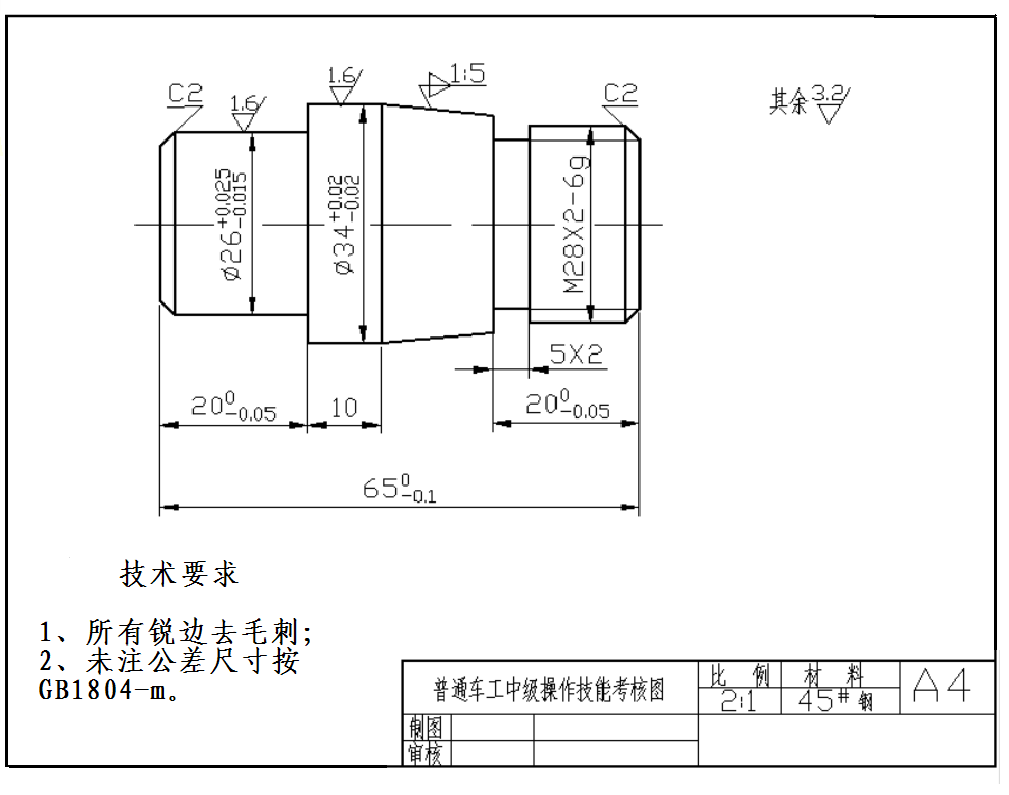 1:5
1.6
C2
1.6
C2
其余 3.2
⌀26 +0.025 -0.015
⌀34 +0.02 -0.02
M28X2-6g
5X2
20 0 -0.05
10
20 0 -0.05
65 0 -0.1
技术要求
1、所有锐边去毛刺;
2、未注公差尺寸按
GB1804-m。
普通车工中级操作技能考核图
比 例
材 料
A4
2:1
45# 钢
制图
审核